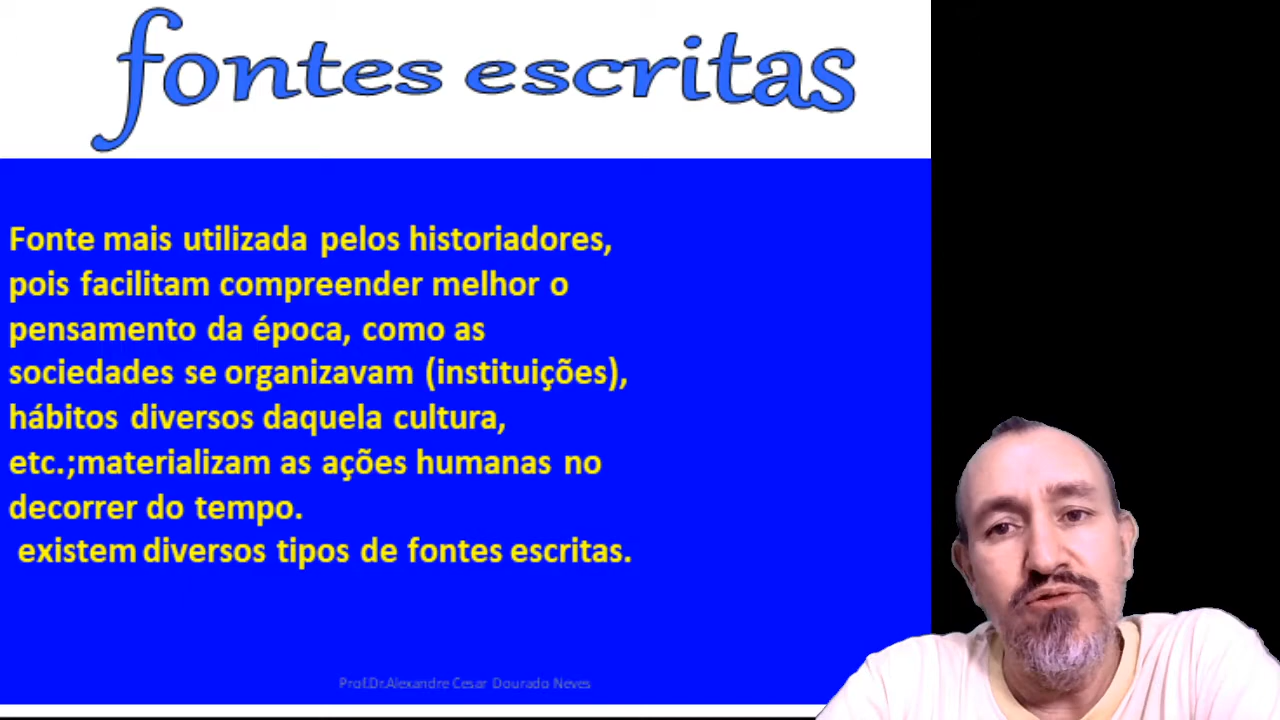 fontes escritas
Fonte mais utilizada pelos historiadores,
pois facilitam compreender melhor o
pensamento da época, como as
sociedades se organizavam (instituições),
hábitos diversos daquela cultura,
etc.;materializam as ações humanas no
decorrer do tempo.
existem diversos tipos de fontes escritas.
Prof.Dr.Alexandre Cesar Dourado Neves